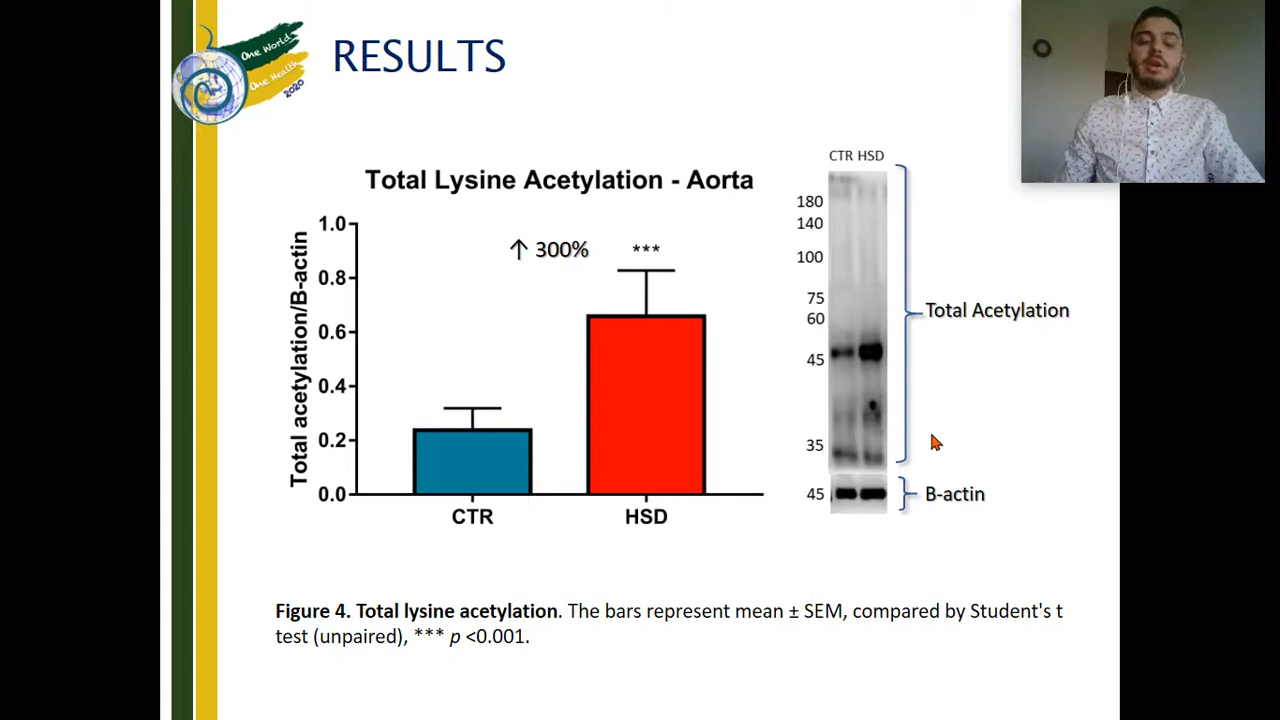 One World
One Health
2020
RESULTS
Total Lysine Acetylation - Aorta
Total acetylation/B-actin
1.0
0.8
0.6
0.4
0.2
0.0
↑ 300%
***
CTR
HSD
CTR HSD
180
140
100
75
60
45
35
45
Total Acetylation
B-actin
Figure 4. Total lysine acetylation. The bars represent mean ± SEM, compared by Student's t
test (unpaired), *** p <0.001.